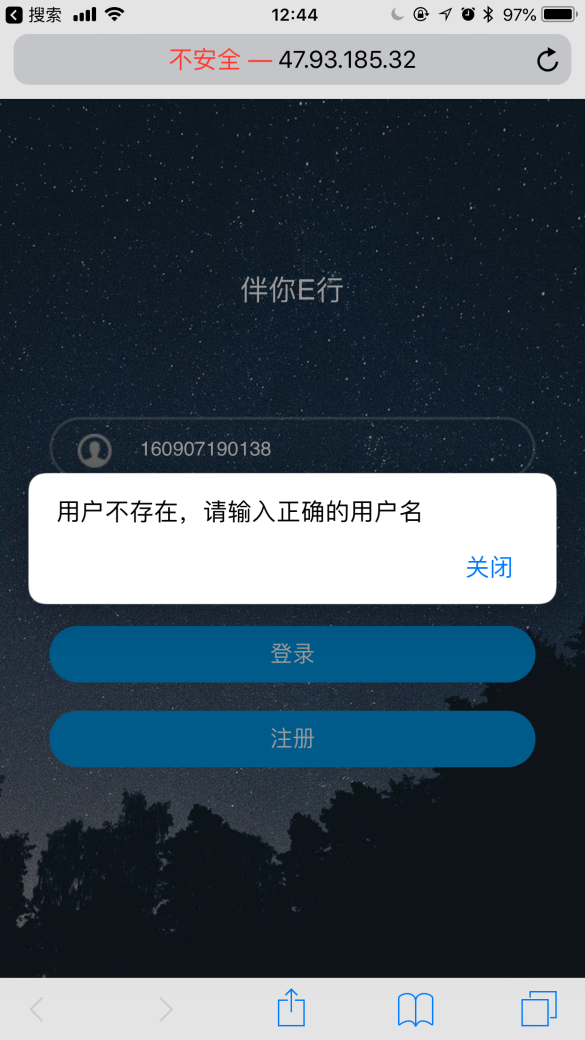 搜索 12:44 97%
不安全 — 47.93.185.32
伴你E行
160907190138
用户不存在，请输入正确的用户名
关闭
登录
注册